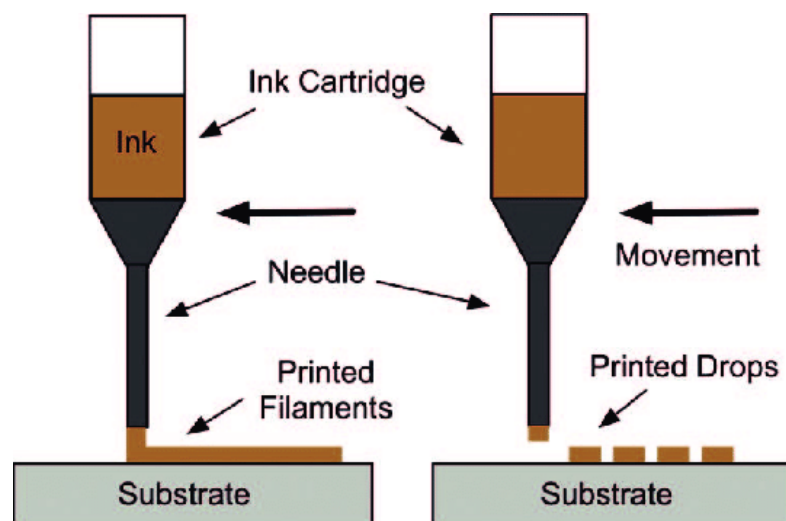 Ink Cartridge
Ink
Movement
Needle
Printed
Filaments
Printed Drops
Substrate
Substrate